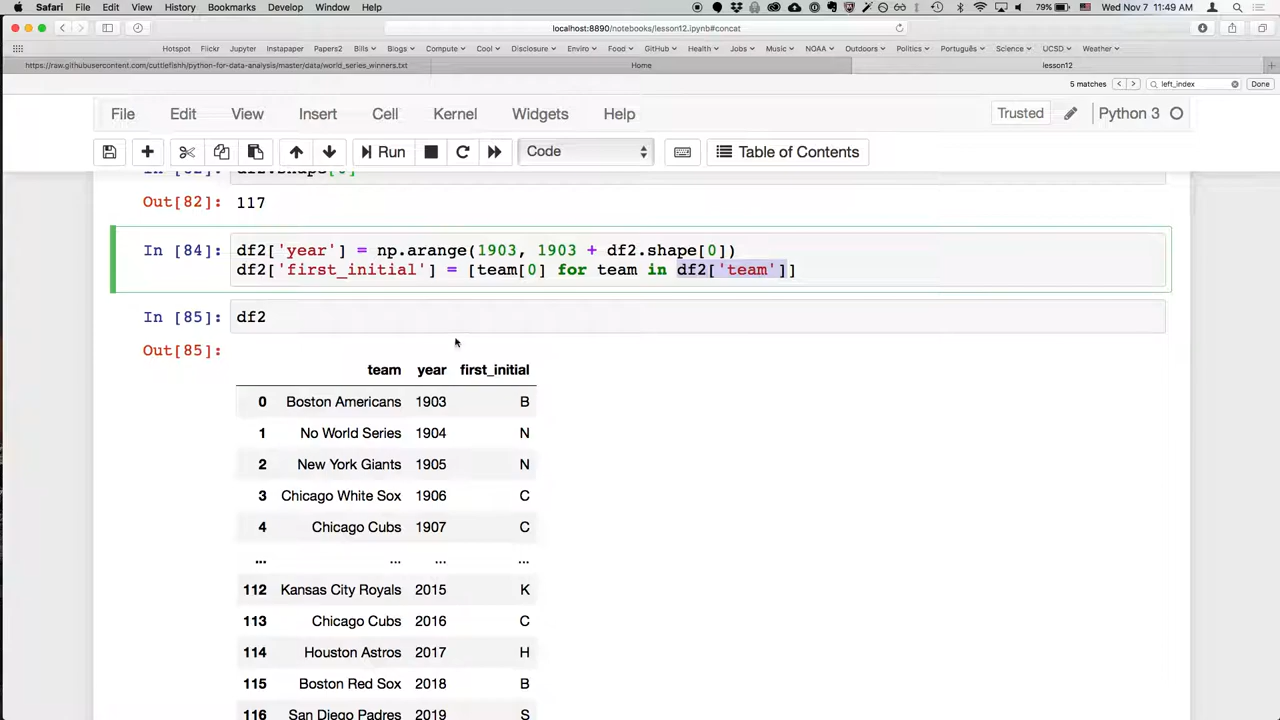 Safari File Edit View History Bookmarks Develop Window Help 79% Wed Nov 7 11:49 AM
localhost:8890/notebooks/lesson12.ipynb#concat
Hotspot Flickr Jupyter Instapaper Papers2 Bills Blogs Compute Cool Disclosure Enviro Food GitHub Health Jobs Music NOAA Outdoors Politics Português Science UCSD Weather
https://raw.githubusercontent.com/cuttlefishh/python-for-data-analysis/master/data/world_series_winners.txt Home lesson12
5 matches left_index Done
File Edit View Insert Cell Kernel Widgets Help Trusted Python 3
Run Code Table of Contents
In [82]: df2.shape[0]
Out[82]: 117
In [84]: df2['year'] = np.arange(1903, 1903 + df2.shape[0])
df2['first_initial'] = [team[0] for team in df2['team']]
In [85]: df2
Out[85]:
team year first_initial
0 Boston Americans 1903 B
1 No World Series 1904 N
2 New York Giants 1905 N
3 Chicago White Sox 1906 C
4 Chicago Cubs 1907 C
... ... ... ...
112 Kansas City Royals 2015 K
113 Chicago Cubs 2016 C
114 Houston Astros 2017 H
115 Boston Red Sox 2018 B
116 San Diego Padres 2019 S